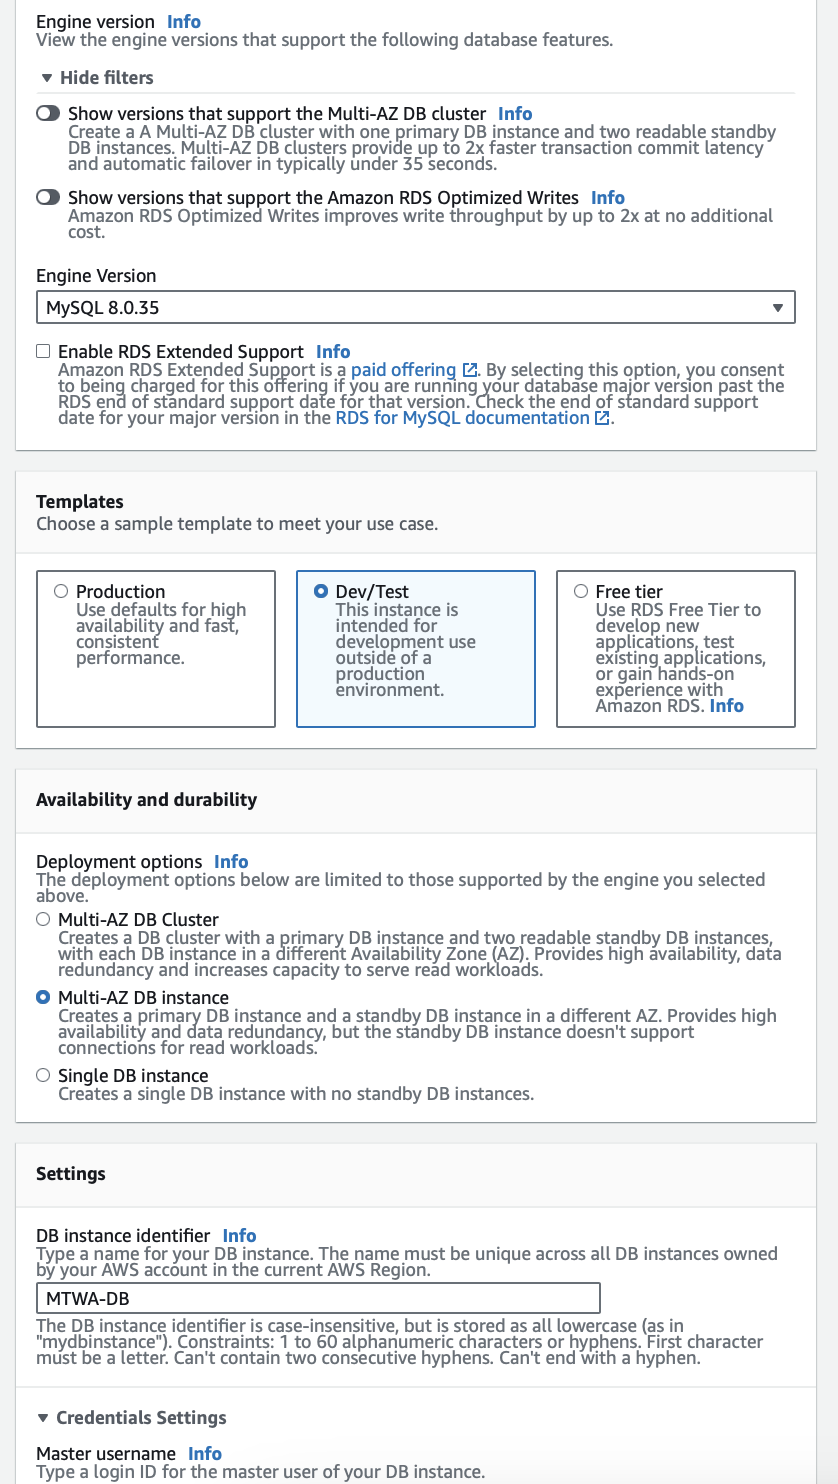 Engine version Info
View the engine versions that support the following database features.
Hide filters
Show versions that support the Multi-AZ DB cluster Info
Create a A Multi-AZ DB cluster with one primary DB instance and two readable standby
DB instances. Multi-AZ DB clusters provide up to 2x faster transaction commit latency
and automatic failover in typically under 35 seconds.
Show versions that support the Amazon RDS Optimized Writes Info
Amazon RDS Optimized Writes improves write throughput by up to 2x at no additional
cost.
Engine Version
MySQL 8.0.35
Enable RDS Extended Support Info
Amazon RDS Extended Support is a paid offering. By selecting this option, you consent
to being charged for this offering if you are running your database major version past the
RDS end of standard support date for that version. Check the end of standard support
date for your major version in the RDS for MySQL documentation.
Templates
Choose a sample template to meet your use case.
Production
Use defaults for high
availability and fast,
consistent
performance.
Dev/Test
This instance is
intended for
development use
outside of a
production
environment.
Free tier
Use RDS Free Tier to
develop new
applications, test
existing applications,
or gain hands-on
experience with
Amazon RDS. Info
Availability and durability
Deployment options Info
The deployment options below are limited to those supported by the engine you selected
above.
Multi-AZ DB Cluster
Creates a DB cluster with a primary DB instance and two readable standby DB instances,
with each DB instance in a different Availability Zone (AZ). Provides high availability, data
redundancy and increases capacity to serve read workloads.
Multi-AZ DB instance
Creates a primary DB instance and a standby DB instance in a different AZ. Provides high
availability and data redundancy, but the standby DB instance doesn't support
connections for read workloads.
Single DB instance
Creates a single DB instance with no standby DB instances.
Settings
DB instance identifier Info
Type a name for your DB instance. The name must be unique across all DB instances owned
by your AWS account in the current AWS Region.
MTWA-DB
The DB instance identifier is case-insensitive, but is stored as all lowercase (as in
"mydbinstance"). Constraints: 1 to 60 alphanumeric characters or hyphens. First character
must be a letter. Can't contain two consecutive hyphens. Can't end with a hyphen.
Credentials Settings
Master username Info
Type a login ID for the master user of your DB instance.